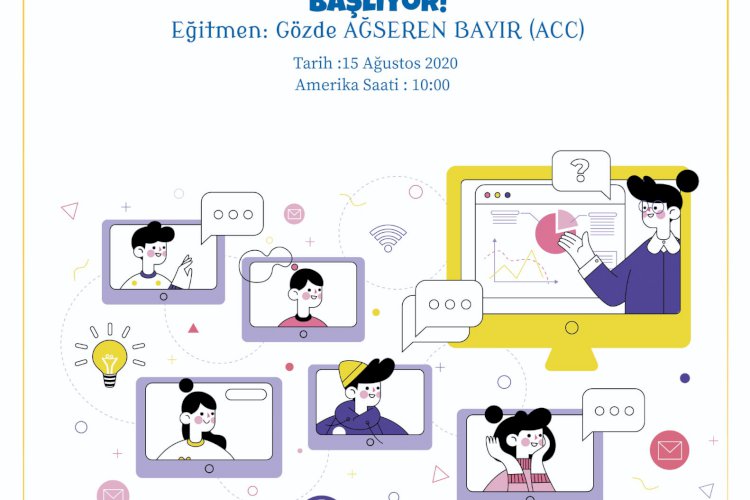 BAŞLIYOR!
Eğitmen: Gözde AĞSEREN BAYIR (ACC)
Tarih :15 Ağustos 2020
Amerika Saati : 10:00
?